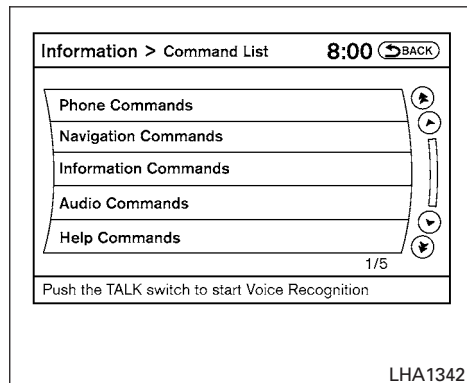 Information > Command List 8:00 BACK
Phone Commands
Navigation Commands
Information Commands
Audio Commands
Help Commands
1/5
Push the TALK switch to start Voice Recognition
LHA1342